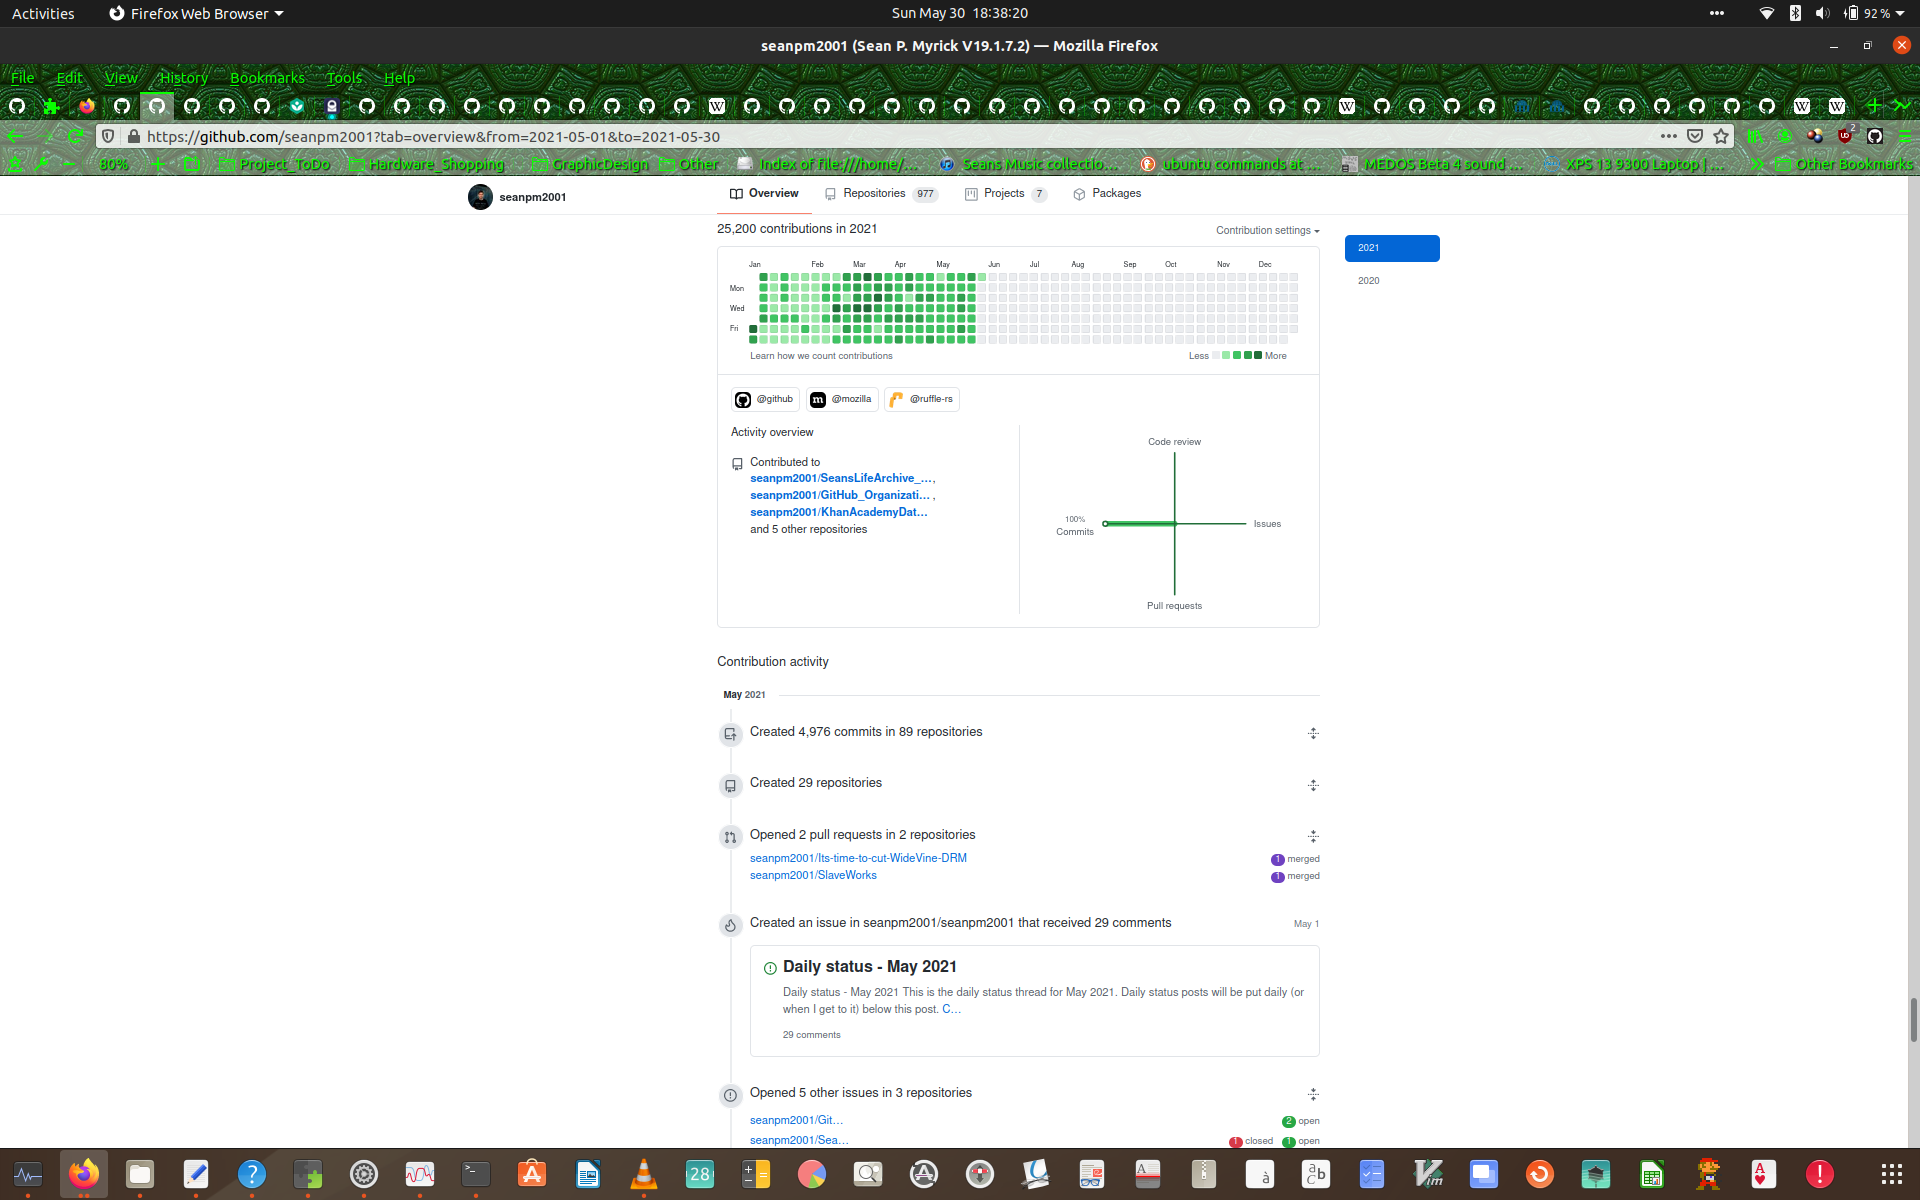 Activities Firefox Web Browser Sun May 30 18:38:20 92 %
seanpm2001 (Sean P. Myrick V19.1.7.2) — Mozilla Firefox
File Edit View History Bookmarks Tools Help
https://github.com/seanpm2001?tab=overview&from=2021-05-01&to=2021-05-30 2
80% Project_ToDo Hardware_Shopping GraphicDesign Other Index of file:///home/... Seans Music collectio... ubuntu commands at ... MEDOS Beta 4 sound ... XPS 13 9300 Laptop | ... Other Bookmarks
seanpm2001 Overview Repositories 977 Projects 7 Packages
25,200 contributions in 2021 Contribution settings
2021
2020
Jan Feb Mar Apr May Jun Jul Aug Sep Oct Nov Dec
Mon
Wed
Fri
Learn how we count contributions Less More
@github @mozilla @ruffle-rs
Activity overview
Contributed to
seanpm2001/SeansLifeArchive_...,
seanpm2001/GitHub_Organizati... ,
seanpm2001/KhanAcademyDat...
and 5 other repositories
Code review
100%
Commits
Issues
Pull requests
Contribution activity
May 2021
Created 4,976 commits in 89 repositories
Created 29 repositories
Opened 2 pull requests in 2 repositories
seanpm2001/Its-time-to-cut-WideVine-DRM 1 merged
seanpm2001/SlaveWorks 1 merged
Created an issue in seanpm2001/seanpm2001 that received 29 comments May 1
Daily status - May 2021
Daily status - May 2021 This is the daily status thread for May 2021. Daily status posts will be put daily (or
when I get to it) below this post. C...
29 comments
Opened 5 other issues in 3 repositories
seanpm2001/Git... 2 open
seanpm2001/Sea... 1 closed 1 open
28